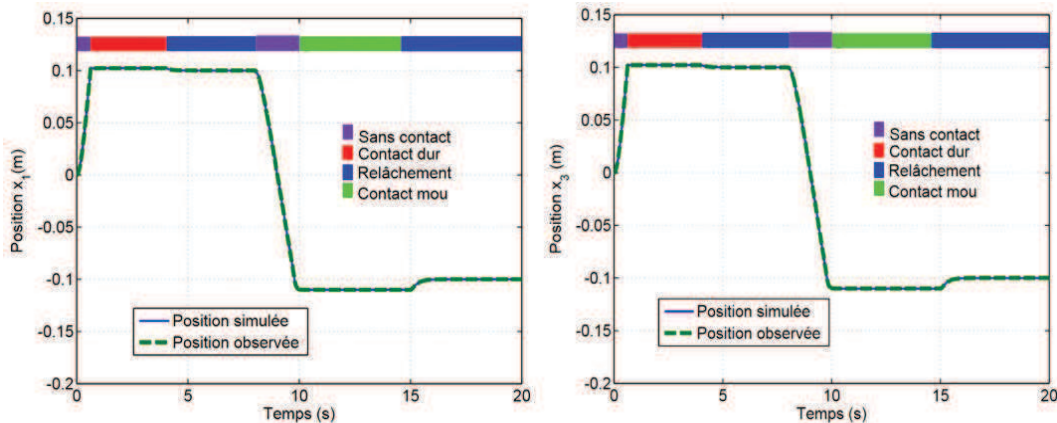 0.15
0.1
0.05
0
-0.05
-0.1
-0.15
-0.2
Position x1(m)
Sans contact
Contact dur
Relâchement
Contact mou
Position simulée
Position observée
0 5 10 15 20
Temps (s)
0.15
0.1
0.05
0
-0.05
-0.1
-0.15
-0.2
Position x3 (m)
Sans contact
Contact dur
Relâchement
Contact mou
Position simulée
Position observée
0 5 10 15 20
Temps (s)